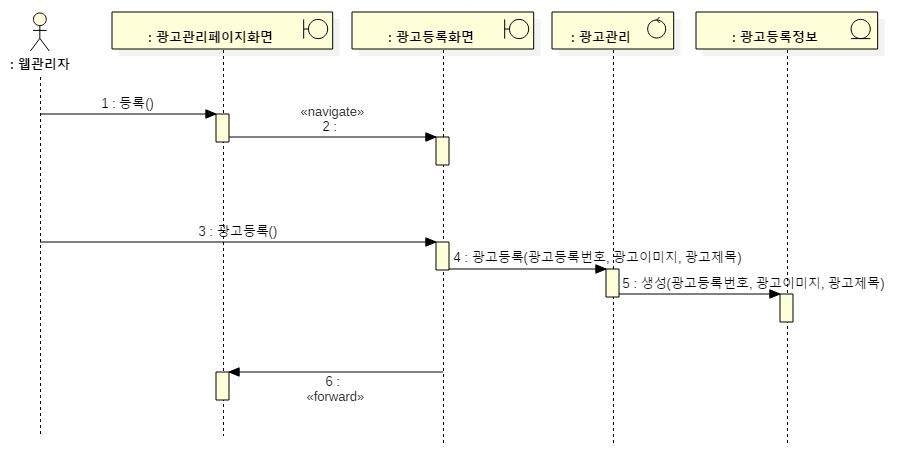 : 웹관리자
: 광고관리페이지화면
: 광고등록화면
: 광고관리
: 광고등록정보
1 : 등록()
«navigate»
2 :
3 : 광고등록()
4 : 광고등록(광고등록번호, 광고이미지, 광고제목)
5 : 생성(광고등록번호, 광고이미지, 광고제목)
6 :
«forward»